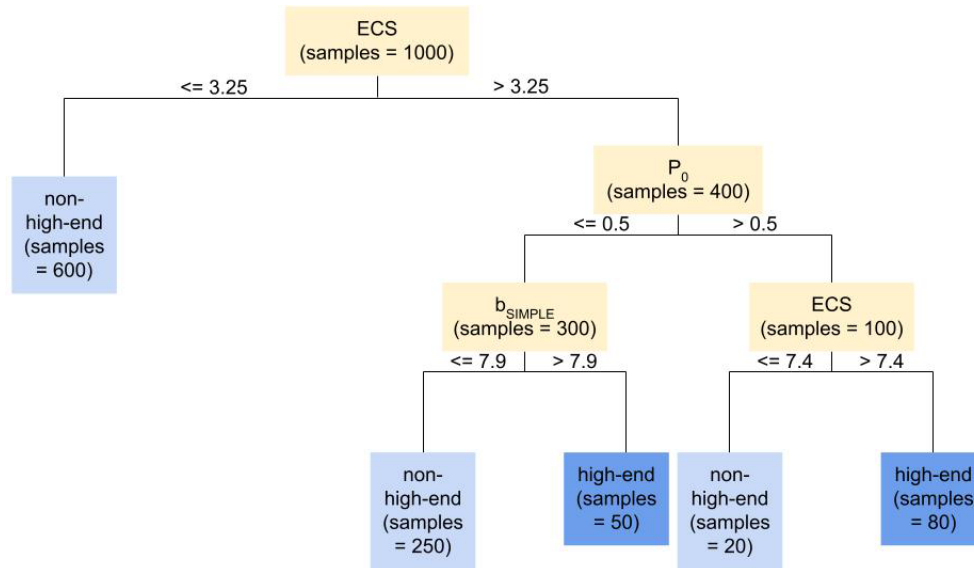 ECS
(samples = 1000)
<= 3.25
> 3.25
P0
(samples = 400)
non-
high-end
(samples
= 600)
<= 0.5
> 0.5
bSIMPLE
(samples = 300)
ECS
(samples = 100)
<= 7.9
> 7.9
<= 7.4
> 7.4
non-
high-end
(samples
= 250)
high-end
(samples
= 50)
non-
high-end
(samples
= 20)
high-end
(samples
= 80)